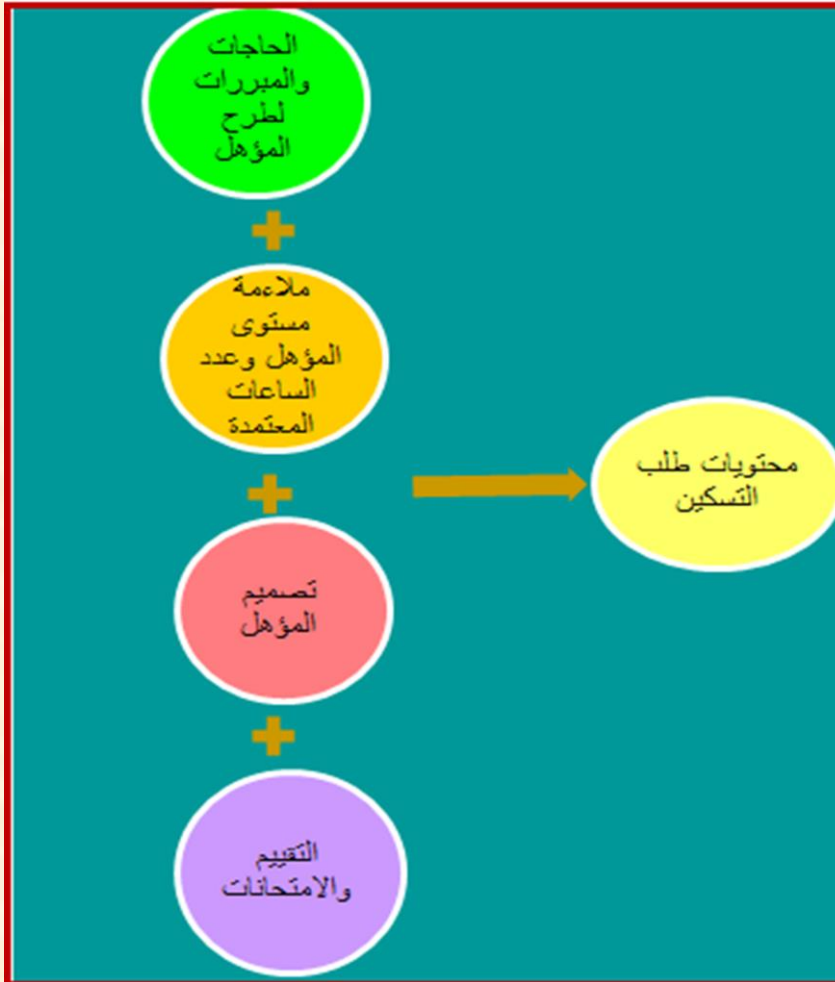 الحاجات
والمبررات
لطرح
المؤهل
ملاءمة
مستوى
المؤهل وعدد
الساعات
المعتمدة
تصميم
المؤهل
التقييم
والامتحانات
محتويات طلب
التسكين